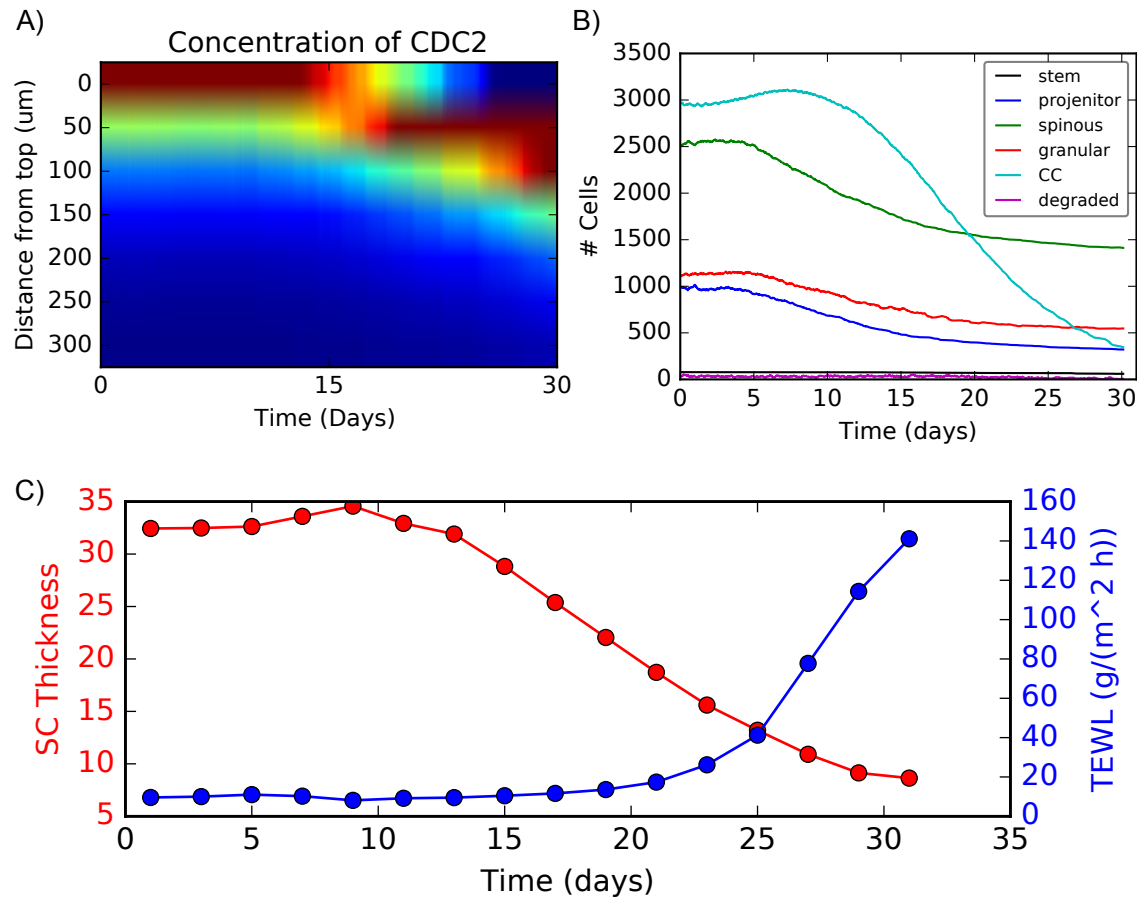 A)
Concentration of CDC2
Distance from top (um)
0
50
100
150
200
250
300
0
15
30
Time (Days)
B)
# Cells
3500
3000
2500
2000
1500
1000
500
0
stem
projenitor
spinous
granular
CC
degraded
0
5
10
15
20
25
30
Time (days)
C)
SC Thickness
35
30
25
20
15
10
5
160
140
120
100
80
60
40
20
0
TEWL (g/(m^2 h))
0
5
10
15
20
25
30
35
Time (days)